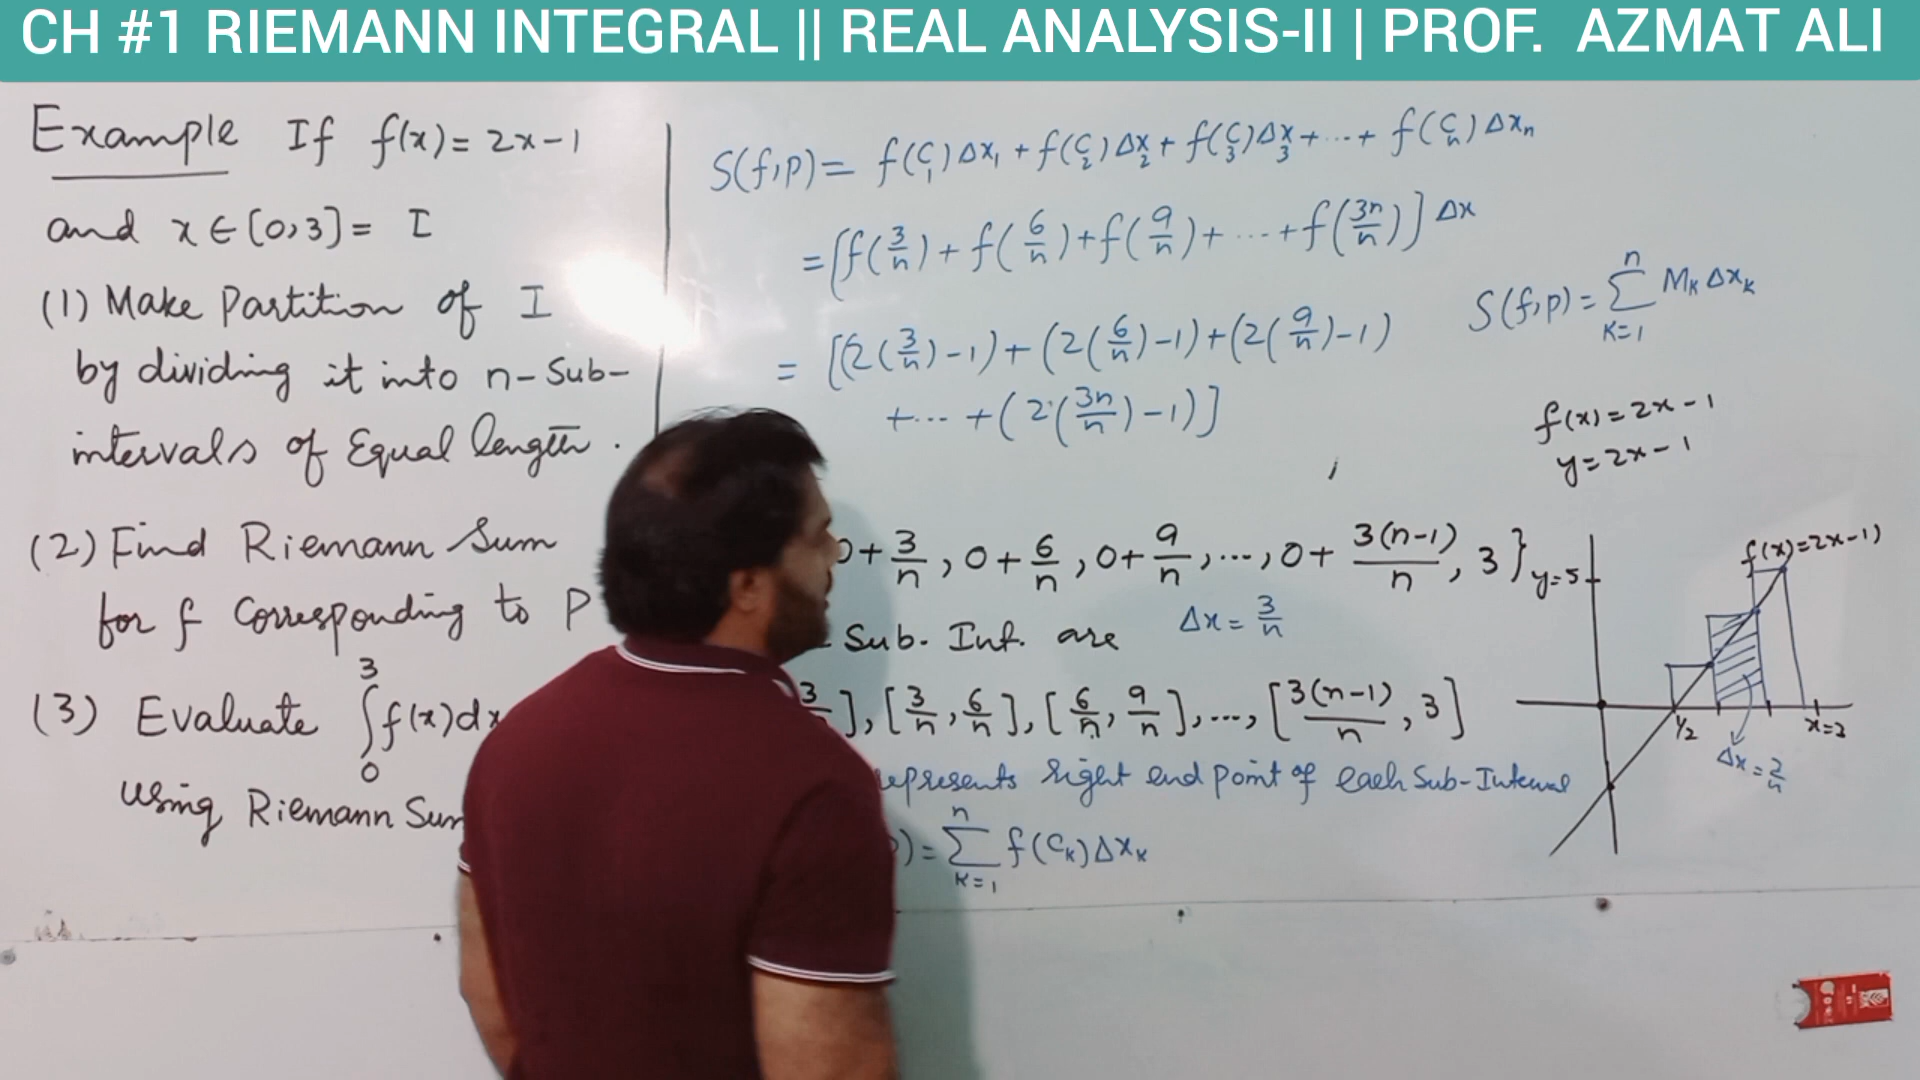 CH #1 RIEMANN INTEGRAL || REAL ANALYSIS-II | PROF. AZMAT ALI
Example If f(x) = 2x-1
and x ∈ [0,3] = I
(1) Make Partition of I
by dividing it into n-Sub-
intervals of Equal length.
(2) Find Riemann Sum
for f Corresponding to P
(3) Evaluate ∫₀³ f(x)dx
using Riemann Sum
S(f,p) = f(c₁)Δx₁ + f(c₂)Δx₂ + f(c₃)Δx₃ + ... + f(cₙ)Δxₙ
= [f(3/n) + f(6/n) + f(9/n) + ... + f(3n/n)] Δx
= [(2(3/n)-1) + (2(6/n)-1) + (2(9/n)-1)
+ ... + (2(3n/n)-1)]
S(f,p) = Σ_{k=1}^{n} M_k Δx_k
f(x) = 2x-1
y = 2x-1
0+3/n, 0+6/n, 0+9/n, ..., 0+3(n-1)/n, 3}
Sub. Int. are Δx = 3/n
3/n], [3/n, 6/n], [6/n, 9/n], ..., [3(n-1)/n, 3]
right end point of each Sub-Interval
) = Σ_{k=1}^{n} f(c_k)Δx_k
y=5
f(x)=2x-1)
1/2
x=3
Δx =